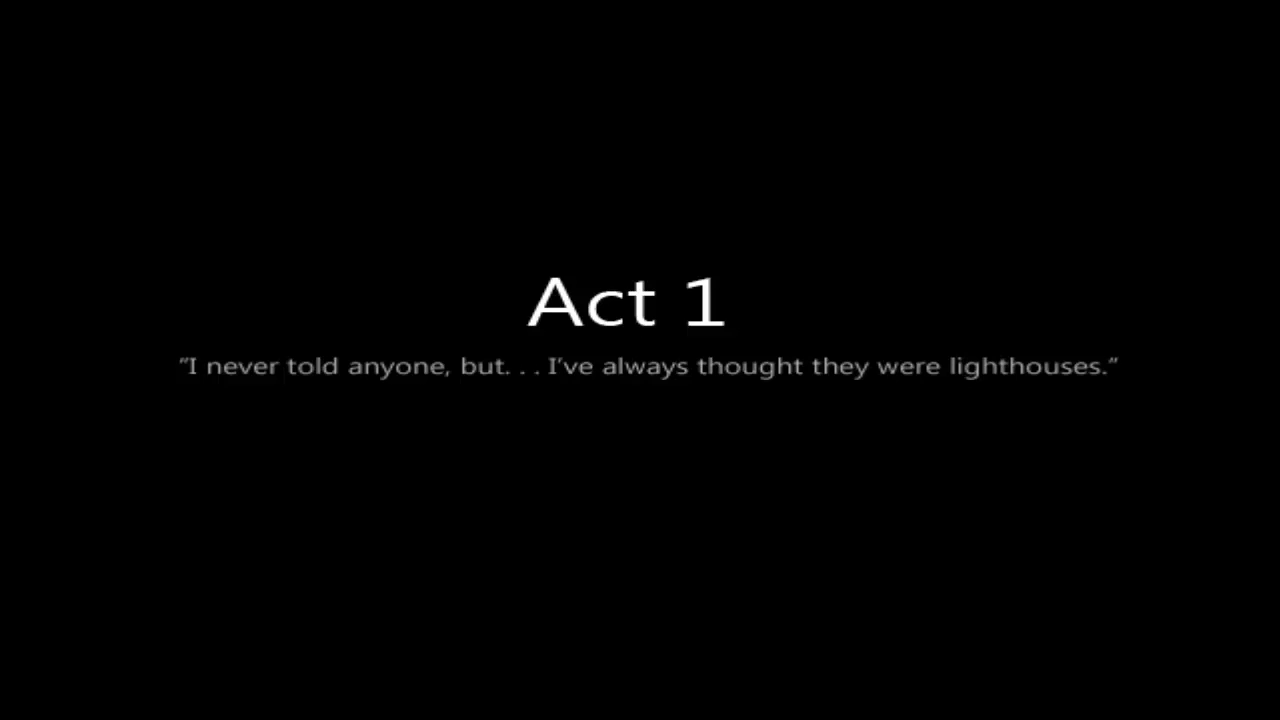 Act 1
“I never told anyone, but. . . I’ve always thought they were lighthouses.”